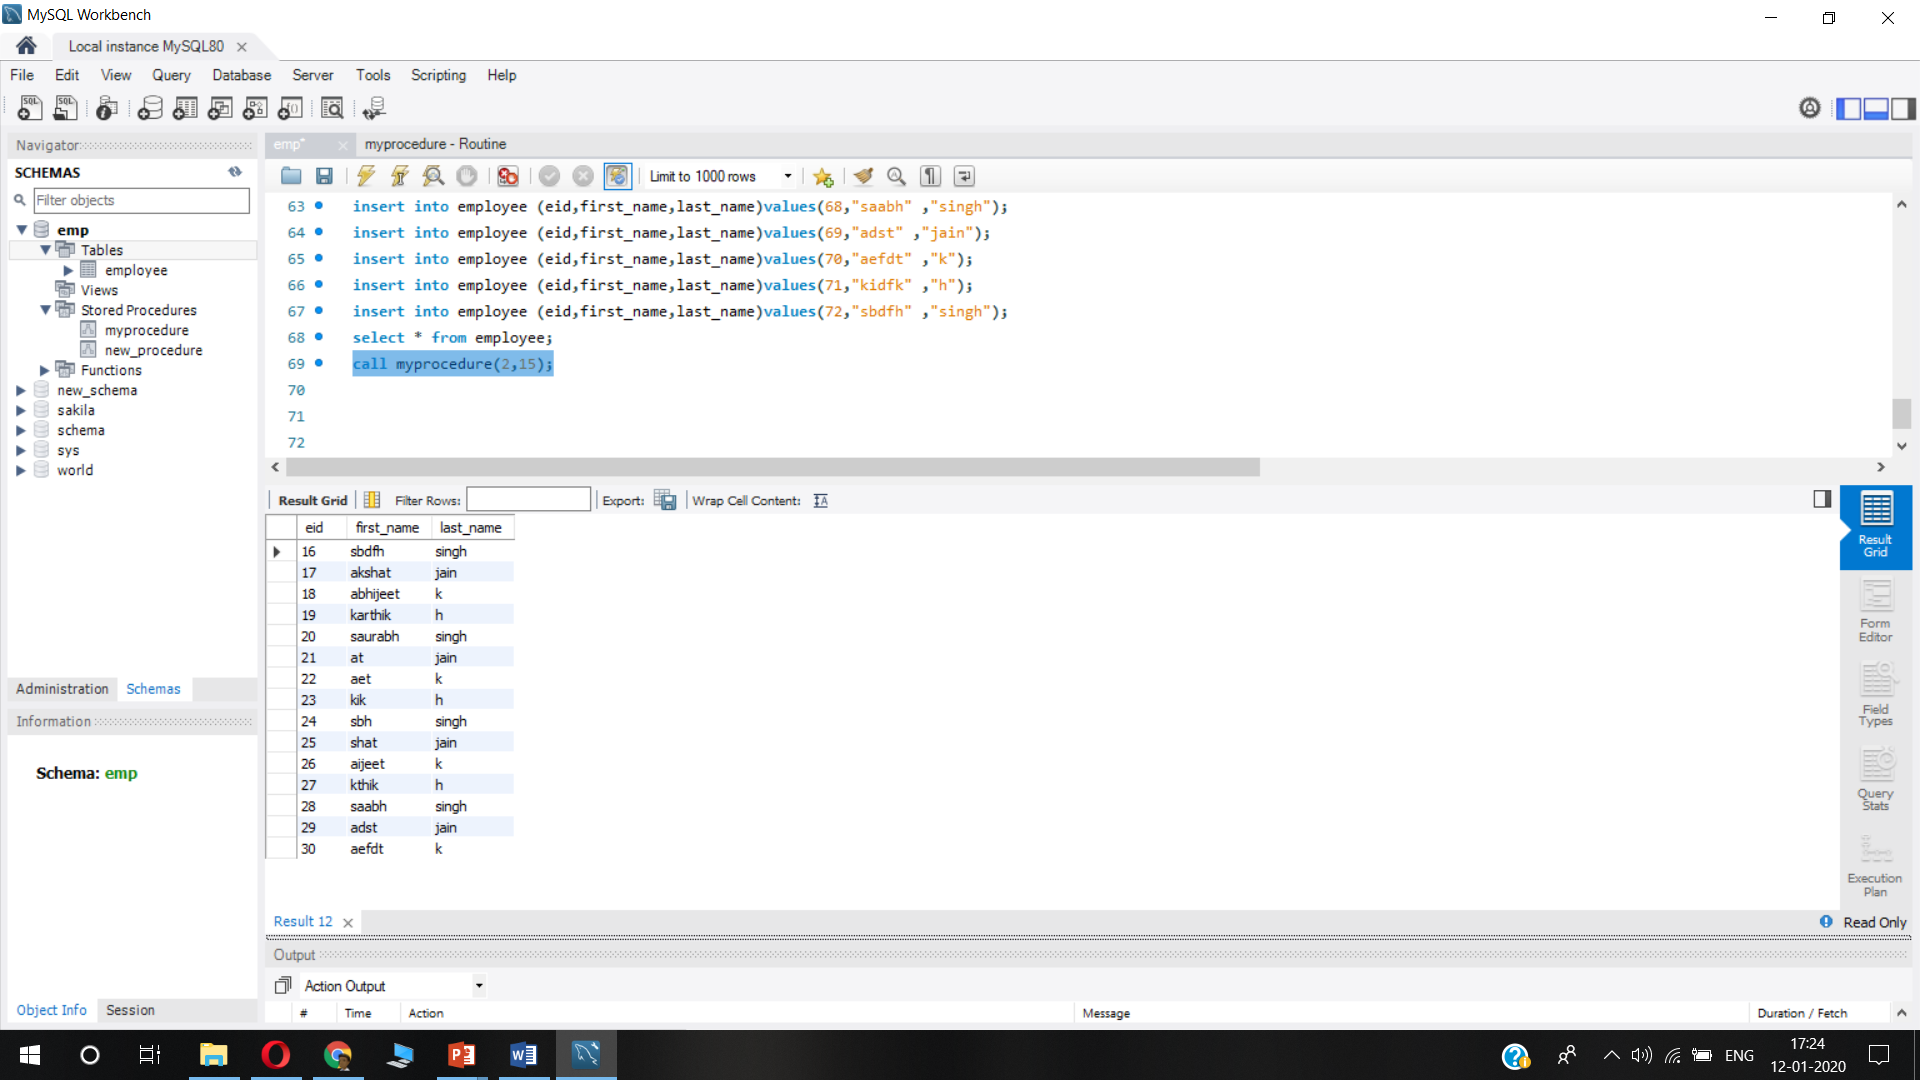 MySQL Workbench
Local instance MySQL80
File Edit View Query Database Server Tools Scripting Help
Navigator
SCHEMAS
Filter objects
emp
Tables
employee
Views
Stored Procedures
myprocedure
new_procedure
Functions
new_schema
sakila
schema
sys
world
Administration Schemas
Information
Schema: emp
Object Info Session
emp* myprocedure - Routine
Limit to 1000 rows
63 insert into employee (eid,first_name,last_name)values(68,"saabh" ,"singh");
64 insert into employee (eid,first_name,last_name)values(69,"adst" ,"jain");
65 insert into employee (eid,first_name,last_name)values(70,"aefdt" ,"k");
66 insert into employee (eid,first_name,last_name)values(71,"kidfk" ,"h");
67 insert into employee (eid,first_name,last_name)values(72,"sbdfh" ,"singh");
68 select * from employee;
69 call myprocedure(2,15);
70
71
72
Result Grid Filter Rows: Export: Wrap Cell Content:
eid first_name last_name
16 sbdfh singh
17 akshat jain
18 abhijeet k
19 karthik h
20 saurabh singh
21 at jain
22 aet k
23 kik h
24 sbh singh
25 shat jain
26 aijeet k
27 kthik h
28 saabh singh
29 adst jain
30 aefdt k
Result Grid
Form Editor
Field Types
Query Stats
Execution Plan
Result 12
Read Only
Output
Action Output
# Time Action Message Duration / Fetch
ENG
17:24
12-01-2020